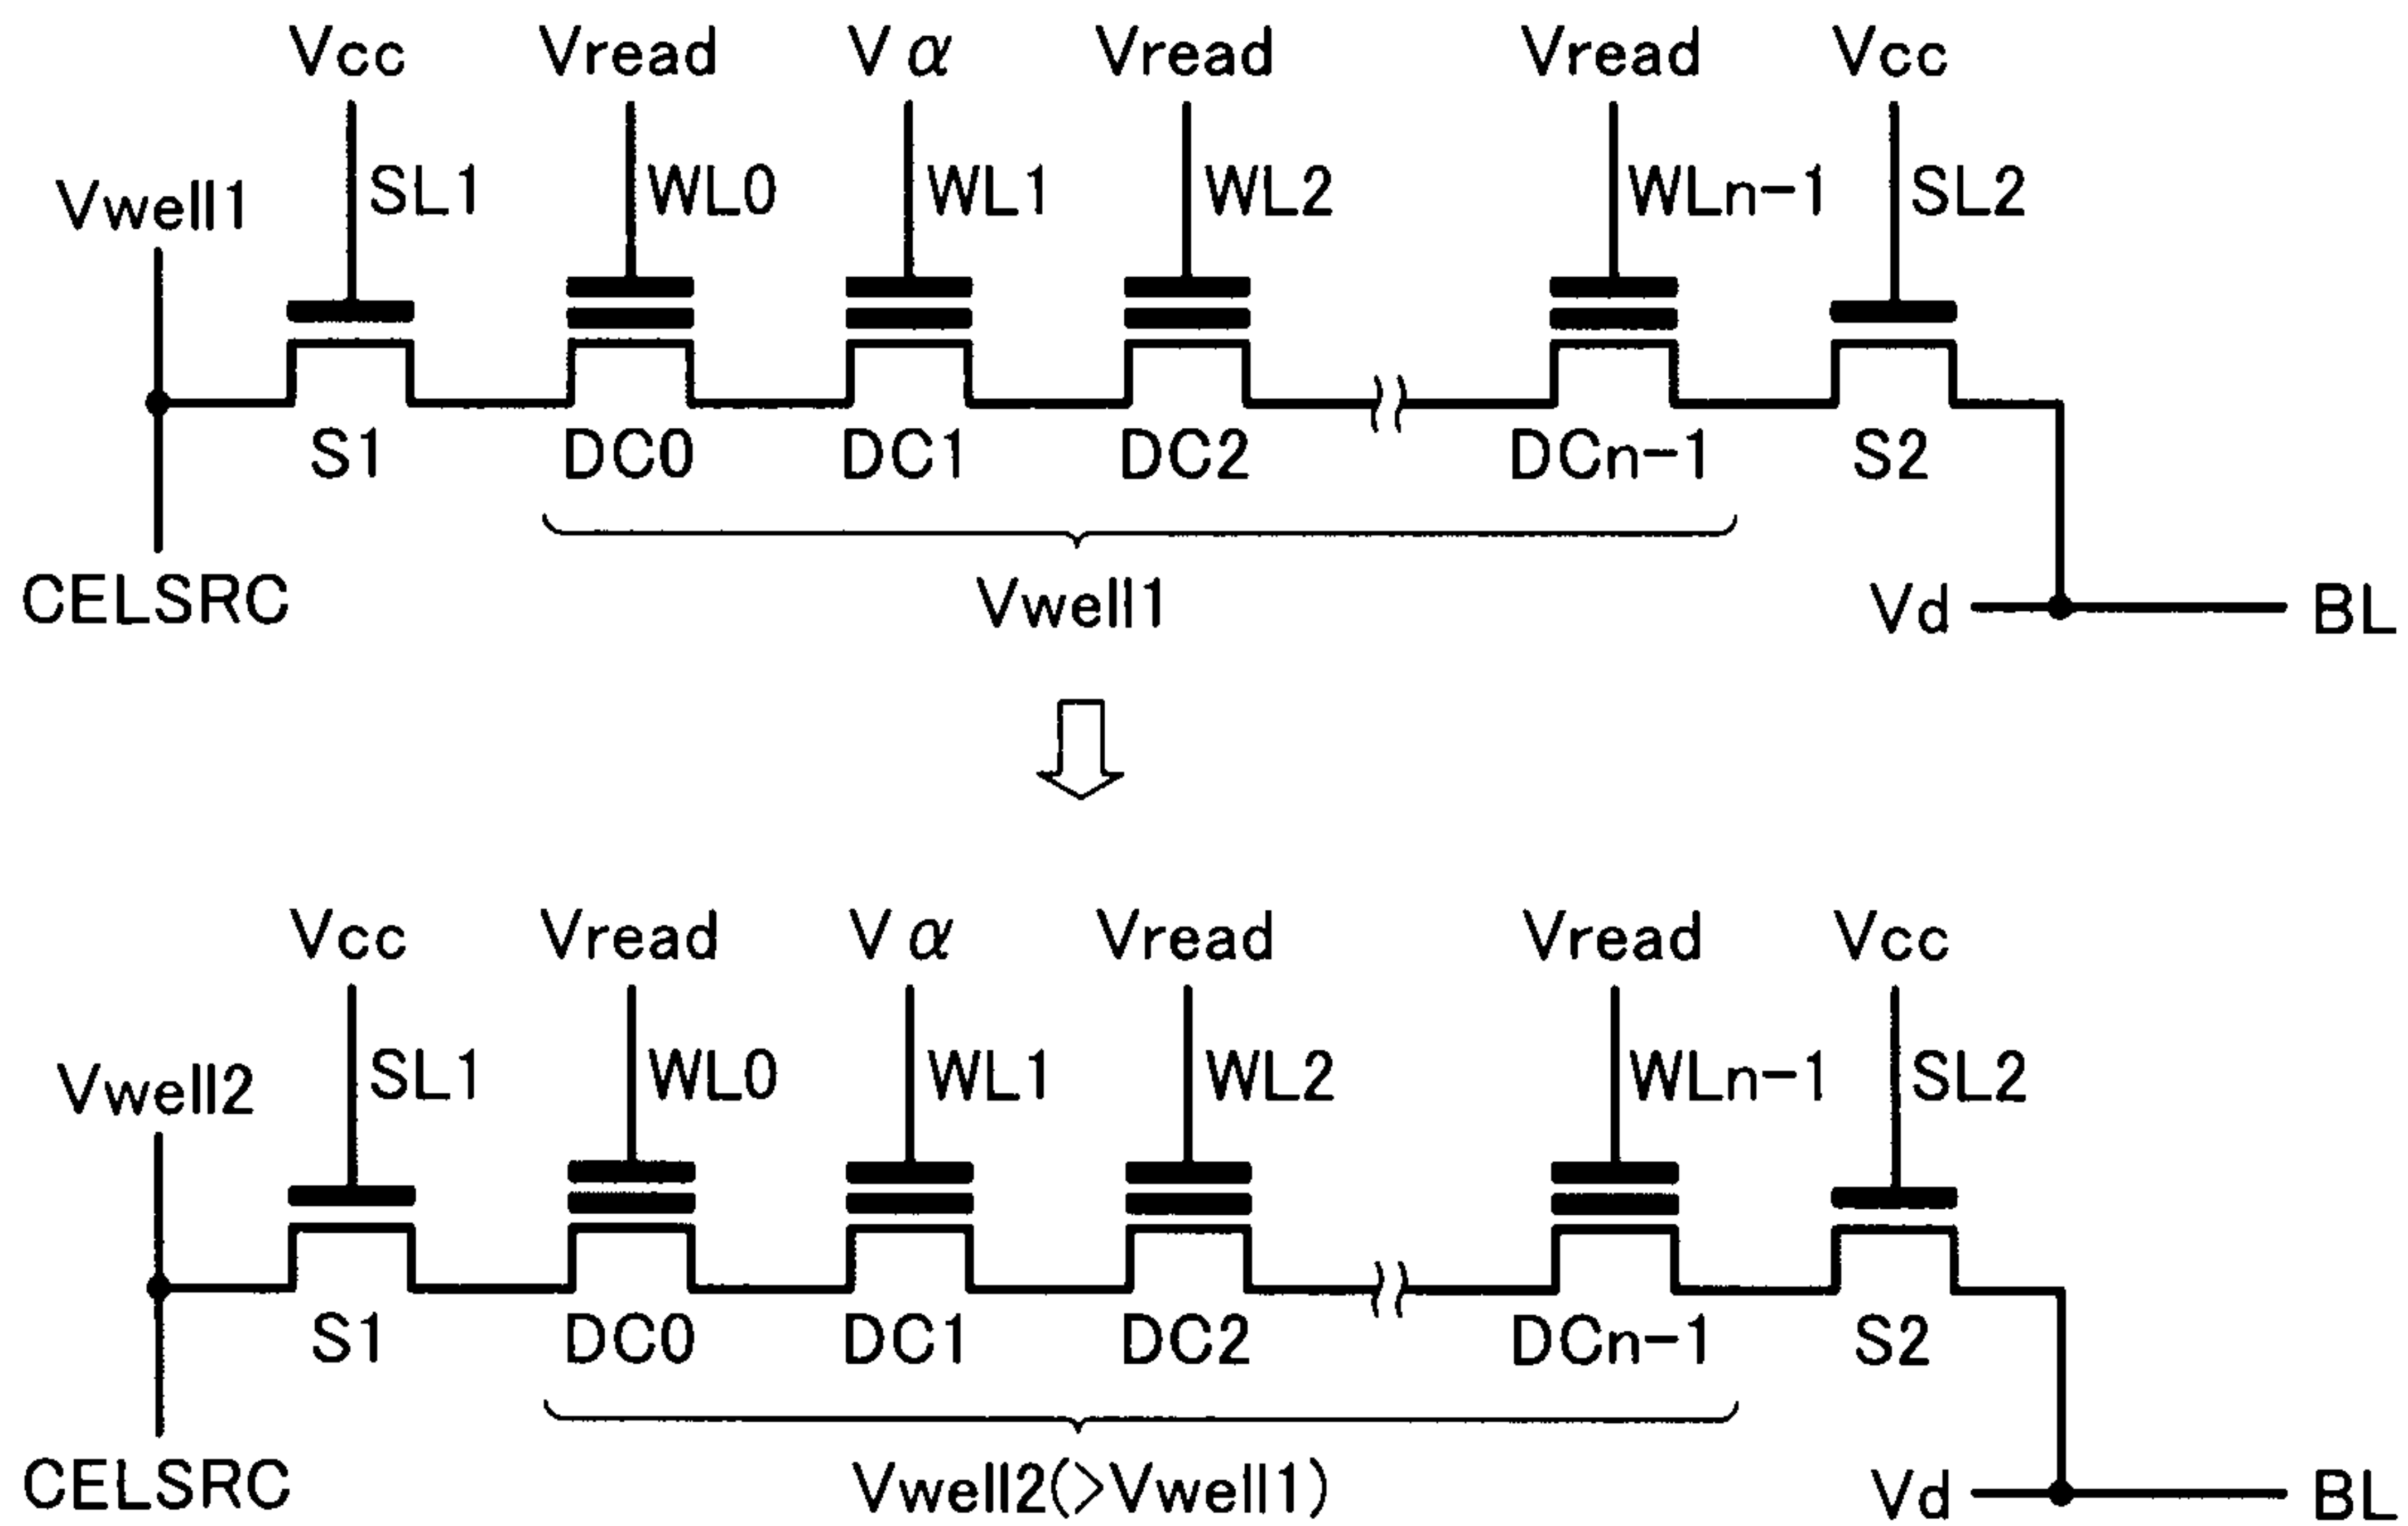 Vcc Vread Vα Vread Vread Vcc
Vwell1 SL1 WL0 WL1 WL2 WLn-1 SL2
S1 DC0 DC1 DC2 DCn-1 S2
CELSRC Vwell1 Vd BL
Vcc Vread Vα Vread Vread Vcc
Vwell2 SL1 WL0 WL1 WL2 WLn-1 SL2
S1 DC0 DC1 DC2 DCn-1 S2
CELSRC Vwell2(>Vwell1) Vd BL